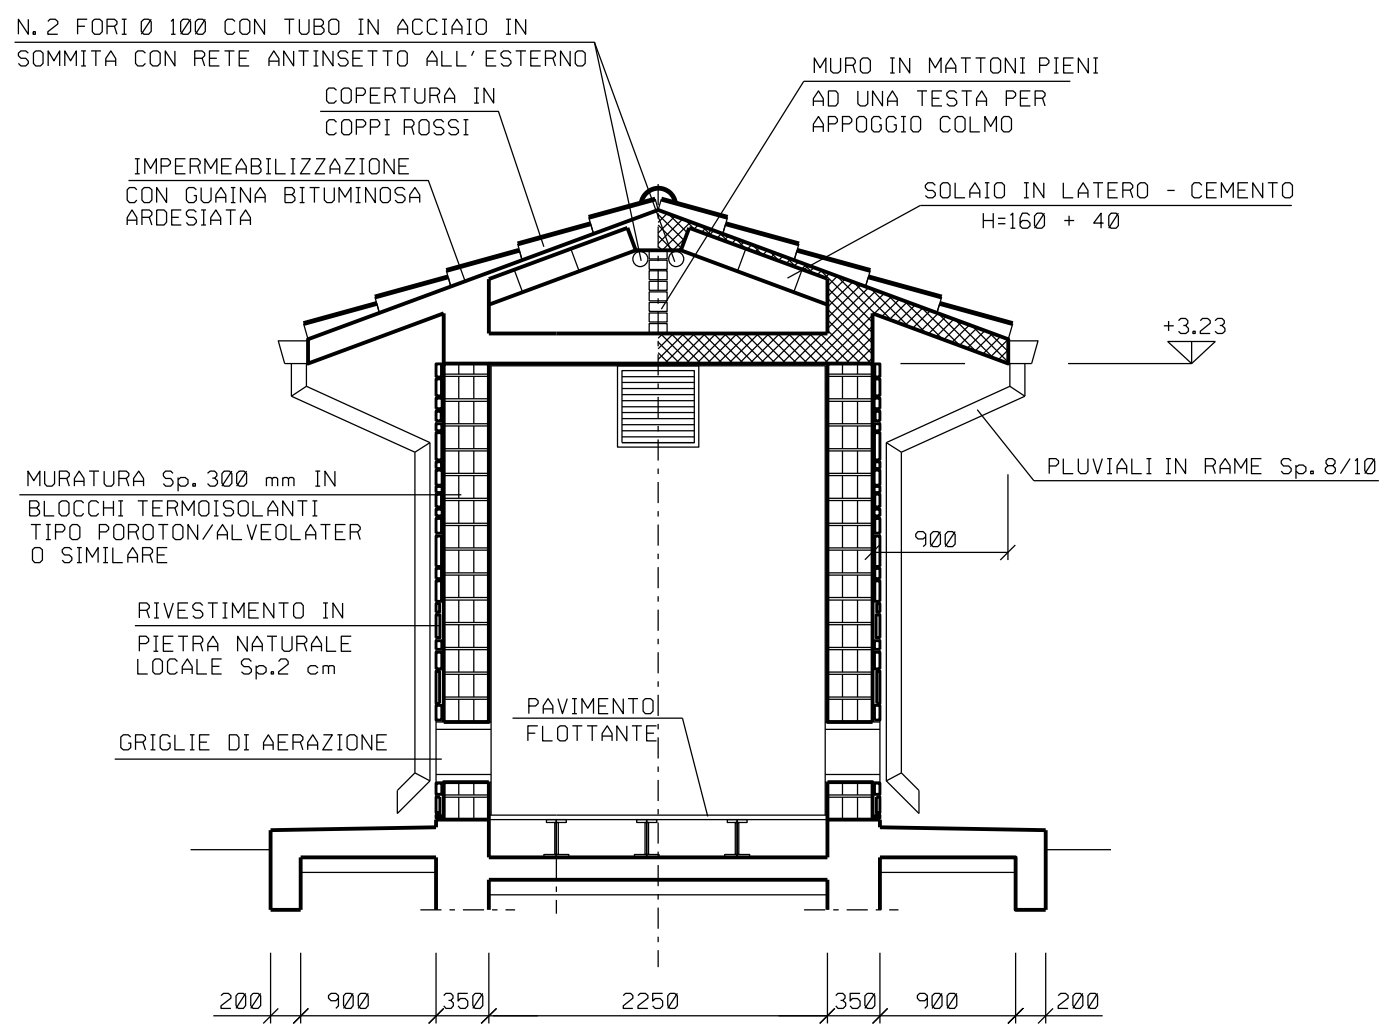 N.2 FORI Ø 100 CON TUBO IN ACCIAIO IN
SOMMITA CON RETE ANTINSETTO ALL'ESTERNO
MURO IN MATTONI PIENI
AD UNA TESTA PER
APPOGGIO COLMO
COPERTURA IN
COPPI ROSSI
IMPERMEABILIZZAZIONE
CON GUAINA BITUMINOSA
ARDESIATA
SOLAIO IN LATERO - CEMENTO
H=160 + 40
+3.23
PLUVIALI IN RAME Sp.8/10
MURATURA Sp.300 mm IN
BLOCCHI TERMOISOLANTI
TIPO POROTON/ALVEOLATER
O SIMILARE
900
RIVESTIMENTO IN
PIETRA NATURALE
LOCALE Sp.2 cm
PAVIMENTO
FLOTTANTE
GRIGLIE DI AERAZIONE
200 900 350 2250 350 900 200